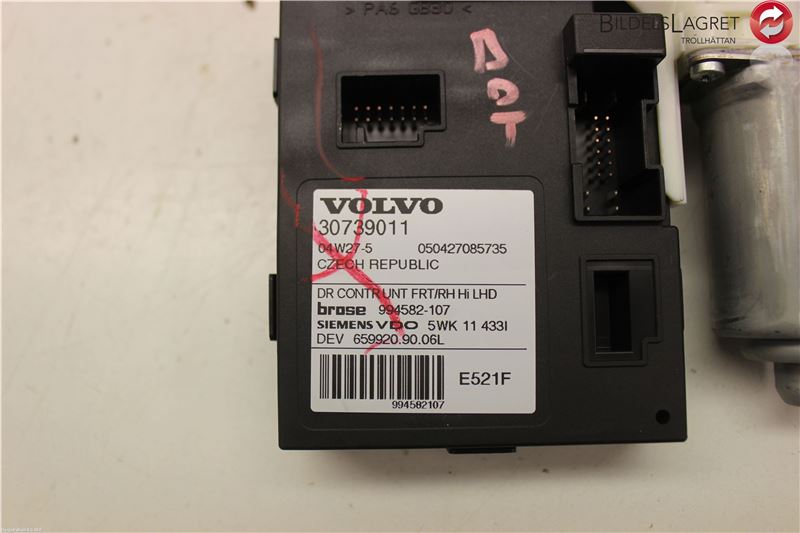 > PA6 GB30 <
BILDELSLAGRET
TROLLHÄTTAN
VOLVO
30739011
04W27-5 050427085735
CZECH REPUBLIC
DR CONTR UNT FRT/RH Hi LHD
brose 994582-107
SIEMENS VDO 5WK 11 433I
DEV 659920.90.06L
E521F
994582107